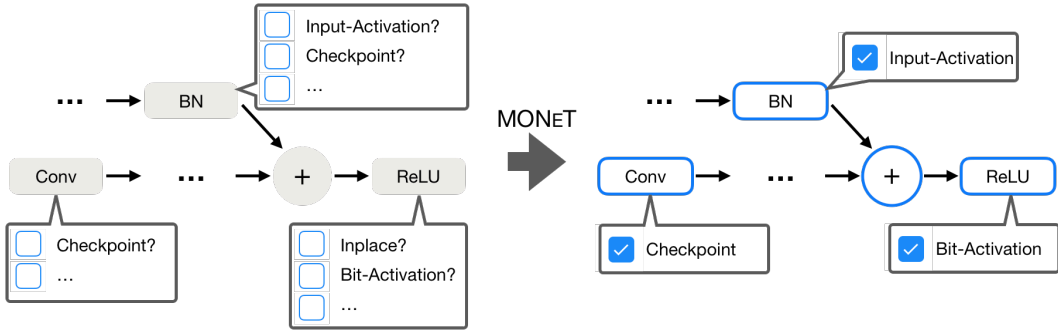 Input-Activation?
Checkpoint?
...
... BN
Conv ... + ReLU
Checkpoint?
...
Inplace?
Bit-Activation?
...
MONET
Input-Activation
... BN
Conv ... + ReLU
Checkpoint
Bit-Activation